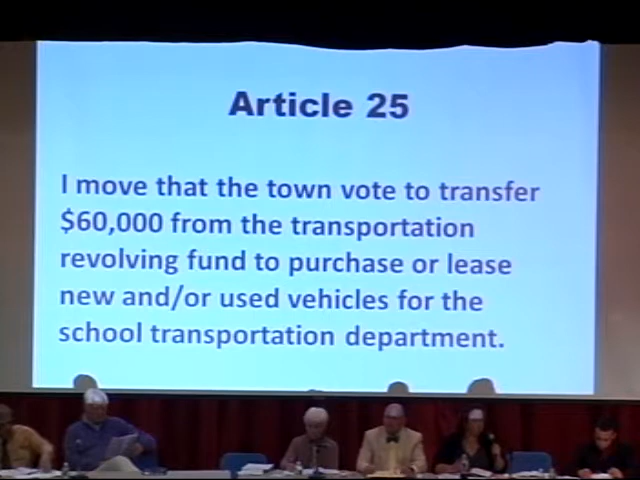 Article 25
I move that the town vote to transfer
$60,000 from the transportation
revolving fund to purchase or lease
new and/or used vehicles for the
school transportation department.